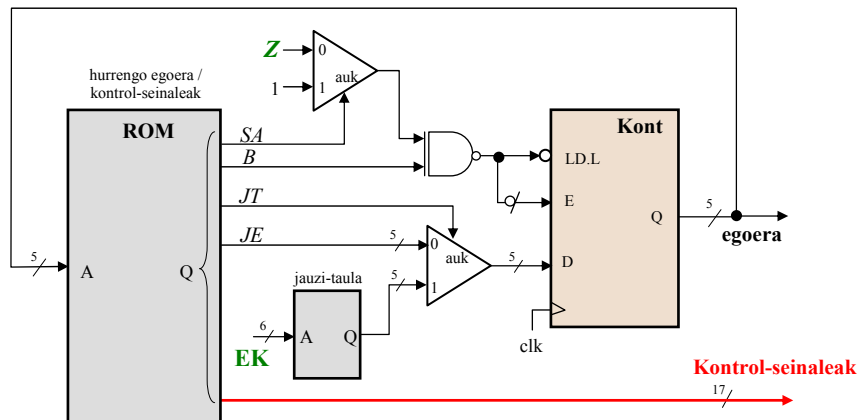 Z
0
hurrengo egoera /
kontrol-seinaleak
auk
1
1
ROM
Kont
SA
B
LD.L
JT
E
Q
5
egoera
JE
5
0
auk
5
D
5
A
Q
jauzi-taula
5
1
6
A
Q
EK
clk
Kontrol-seinaleak
17